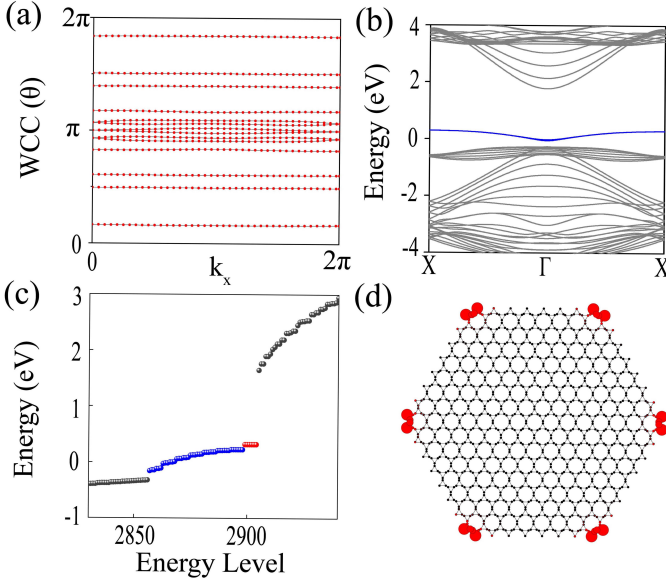 (a)
2π
π
0
WCC (θ)
0
2π
kx
(b)
4
2
0
-2
-4
Energy (eV)
X
Γ
X
(c)
3
2
1
0
-1
Energy (eV)
2850
2900
Energy Level
(d)